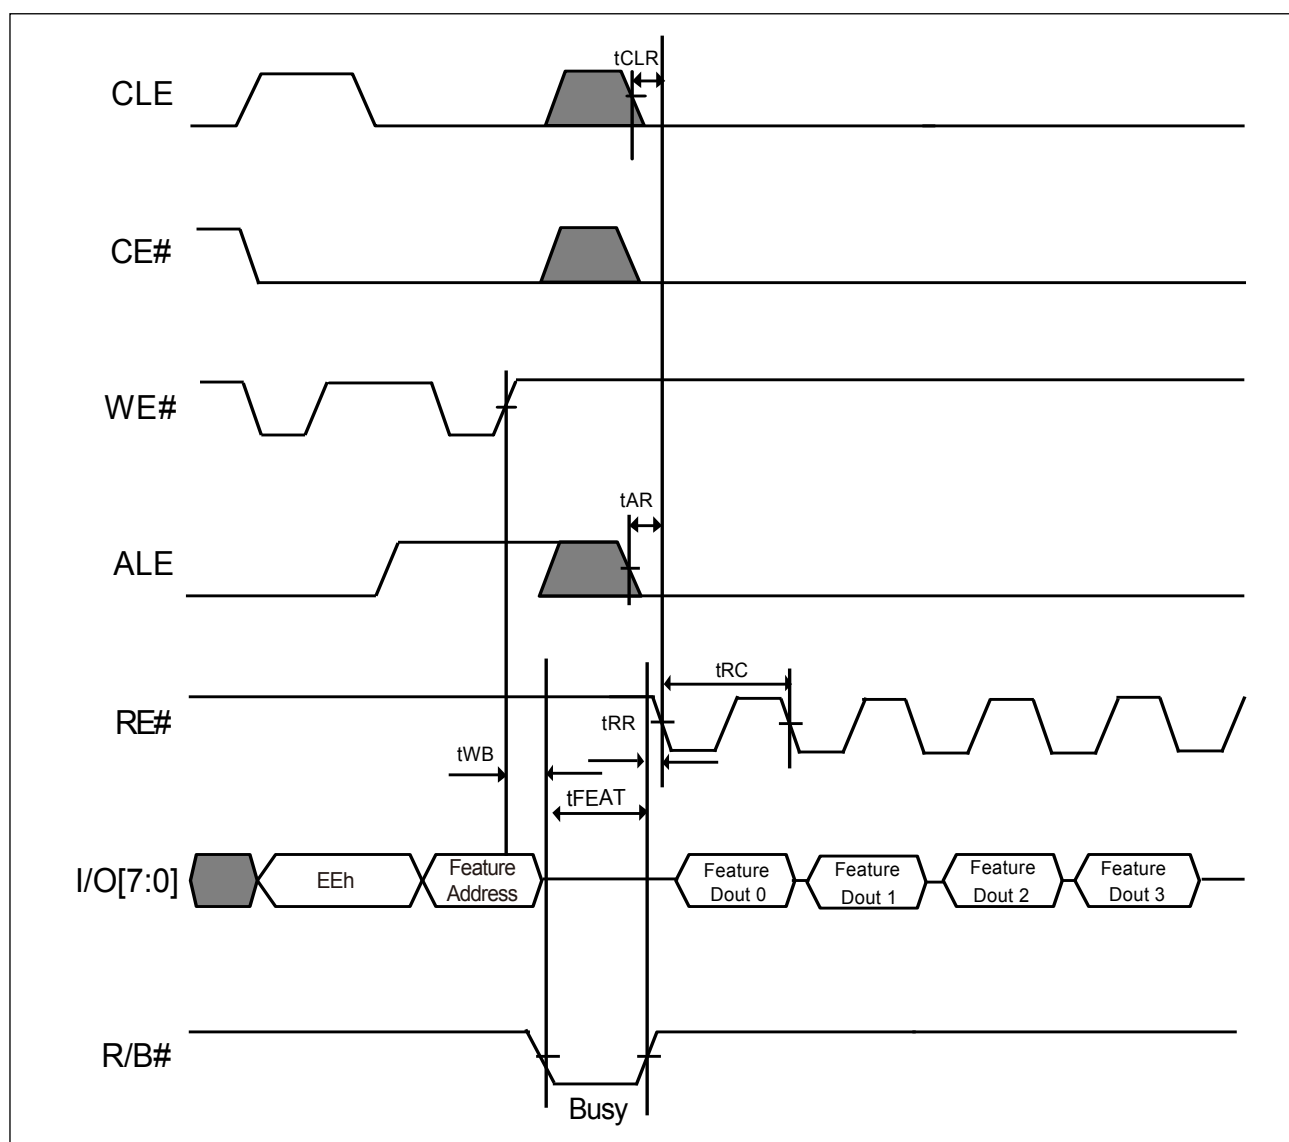 tCLR
CLE
CE#
WE#
tAR
ALE
tRC
RE#
tRR
tWB
tFEAT
I/O[7:0]
EEh
Feature
Address
Feature
Dout 0
Feature
Dout 1
Feature
Dout 2
Feature
Dout 3
R/B#
Busy